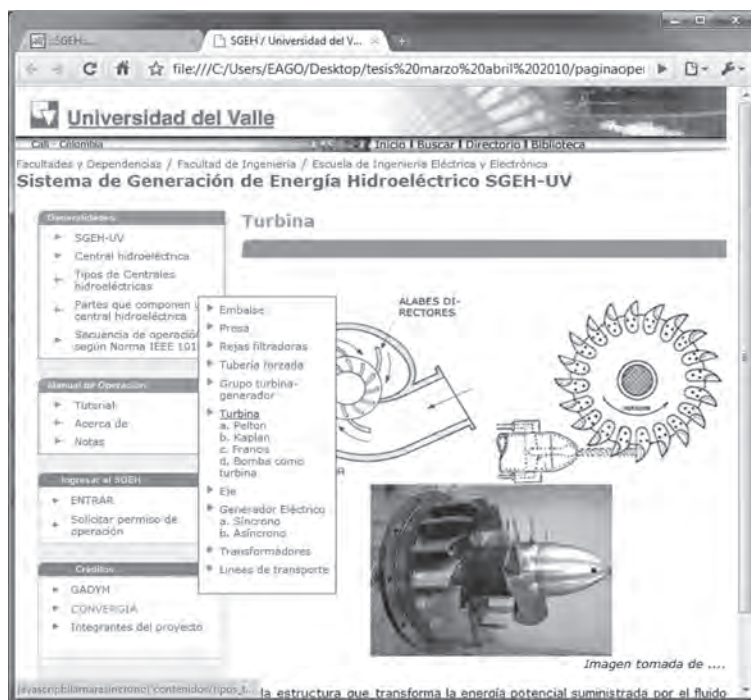 SGEH-...
SGEH / Universidad del V...
file:///C:/Users/EAGO/Desktop/tesis%20marzo%20abril%202010/paginaoper
Universidad del Valle
Cali - Colombia
Inicio | Buscar | Directorio | Biblioteca
Facultades y Dependencias / Facultad de Ingeniería / Escuela de Ingeniería Eléctrica y Electrónica
Sistema de Generación de Energía Hidroeléctrico SGEH-UV
Generalidades
SGEH-UV
Central hidroeléctrica
Tipos de Centrales
hidroeléctricas
Partes que componen
central hidroeléctrica
Secuencia de operación
según Norma IEEE 101
Manual de Operación
Tutorial
Acerca de
Notas
Ingresar al SGEH
ENTRAR
Solicitar permiso de
operación
Créditos
GADYM
CONVERGIA
Integrantes del proyecto
Embalse
Presa
Rejas filtradoras
Tubería forzada
Grupo turbina-
generador
Turbina
a. Pelton
b. Kaplan
c. Francis
d. Bomba como
turbina
Eje
Generador Eléctrico
a. Síncrono
b. Asíncrono
Transformadores
Lineas de transporte
Turbina
ALABES DI-
RECTORES
Imagen tomada de ....
la estructura que transforma la energía potencial suministrada por el fluido